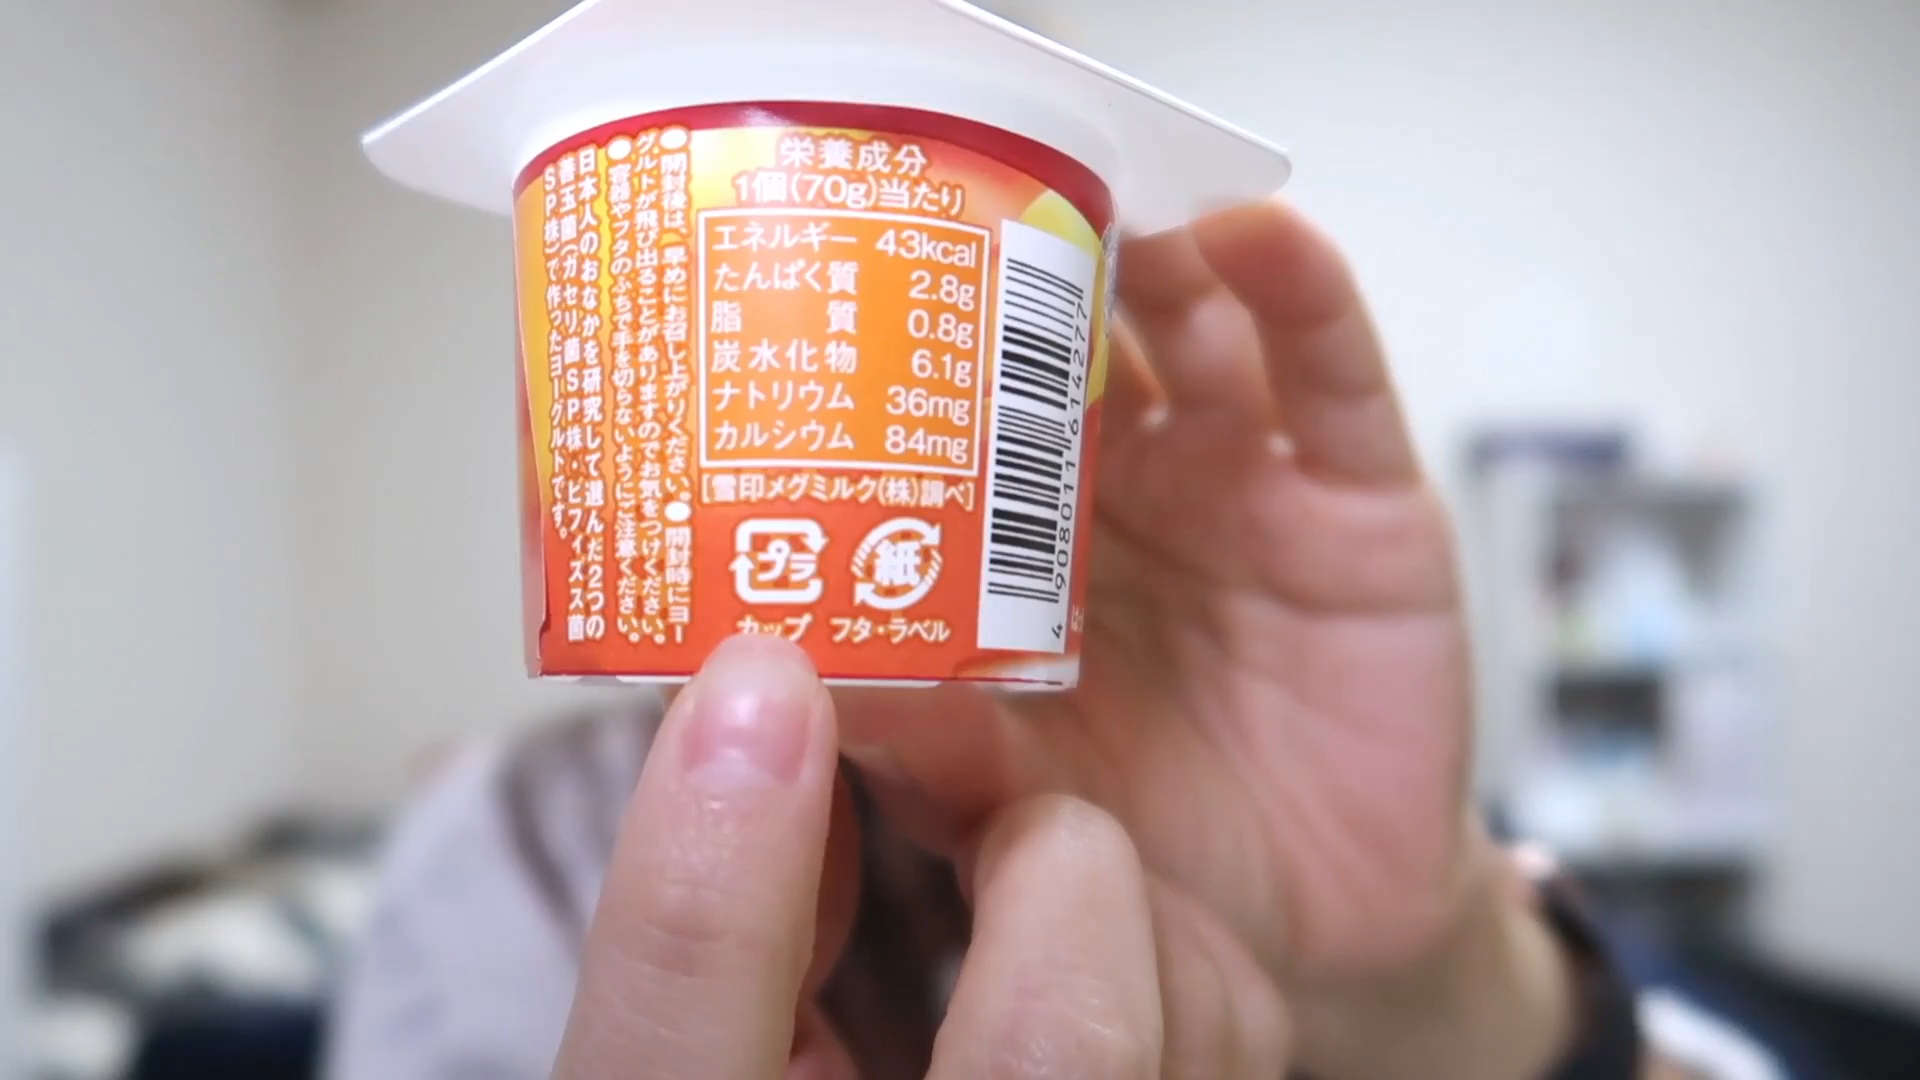 栄養成分
1個(70g)当たり
エネルギー 43kcal
たんぱく質 2.8g
脂質 0.8g
炭水化物 6.1g
ナトリウム 36mg
カルシウム 84mg
[雪印メグミルク(株)調べ]
プラ
カップ
紙
フタ・ラベル
4908011614277
●開封後は、早めにお召し上がりください。●開封時にヨー
グルトが飛び出ることがありますのでお気をつけください。
●容器やフタのふちで手を切らないようにご注意ください。
日本人のおなかを研究して選んだ2つの
善玉菌(ガセリ菌SP株・ビフィズス菌
SP株)で作ったヨーグルトです。